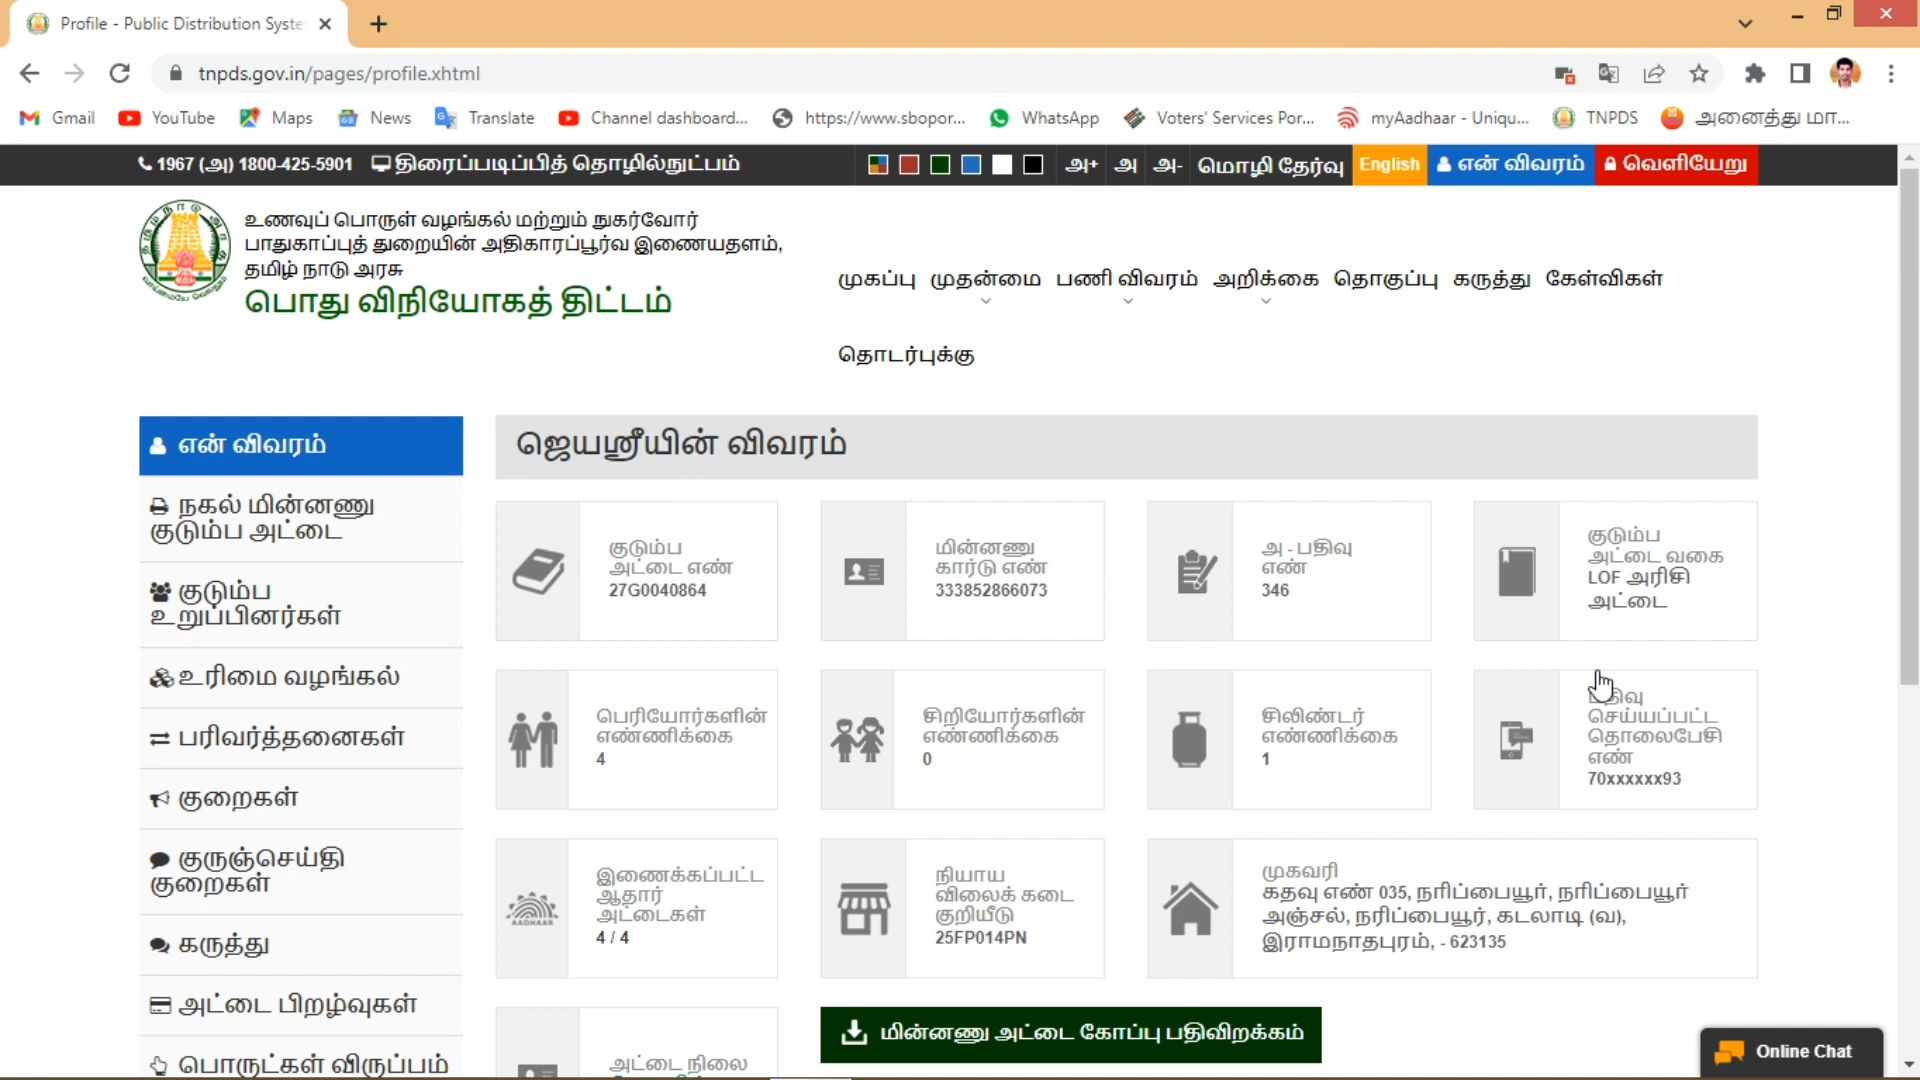 Profile - Public Distribution Syste
tnpds.gov.in/pages/profile.xhtml
Gmail YouTube Maps News Translate Channel dashboard... https://www.sbopor... WhatsApp Voters' Services Por... myAadhaar - Uniqu... TNPDS அனைத்து மா...
1967 (அ) 1800-425-5901 திரைப்படிப்பித் தொழில்நுட்பம் அ+ அ அ- மொழி தேர்வு English என் விவரம் வெளியேறு
உணவுப் பொருள் வழங்கல் மற்றும் நுகர்வோர்
பாதுகாப்புத் துறையின் அதிகாரப்பூர்வ இணையதளம்,
தமிழ் நாடு அரசு
பொது விநியோகத் திட்டம்
முகப்பு முதன்மை பணி விவரம் அறிக்கை தொகுப்பு கருத்து கேள்விகள்
தொடர்புக்கு
என் விவரம்
நகல் மின்னணு
குடும்ப அட்டை
குடும்ப
உறுப்பினர்கள்
உரிமை வழங்கல்
பரிவர்த்தனைகள்
குறைகள்
குருஞ்செய்தி
குறைகள்
கருத்து
அட்டை பிறழ்வுகள்
பொருட்கள் விருப்பம்
ஜெயஸ்ரீயின் விவரம்
குடும்ப
அட்டை எண்
27G0040864
மின்னணு
கார்டு எண்
333852866073
அ - பதிவு
எண்
346
குடும்ப
அட்டை வகை
LOF அரிசி
அட்டை
பெரியோர்களின்
எண்ணிக்கை
4
சிறியோர்களின்
எண்ணிக்கை
0
சிலிண்டர்
எண்ணிக்கை
1
பதிவு
செய்யப்பட்ட
தொலைபேசி
எண்
70xxxxxx93
இணைக்கப்பட்ட
ஆதார்
அட்டைகள்
4 / 4
AADHAAR
நியாய
விலைக் கடை
குறியீடு
25FP014PN
முகவரி
கதவு எண் 035, நரிப்பையூர், நரிப்பையூர்
அஞ்சல், நரிப்பையூர், கடலாடி (வ),
இராமநாதபுரம், - 623135
அட்டை நிலை
மின்னணு அட்டை கோப்பு பதிவிறக்கம்
Online Chat